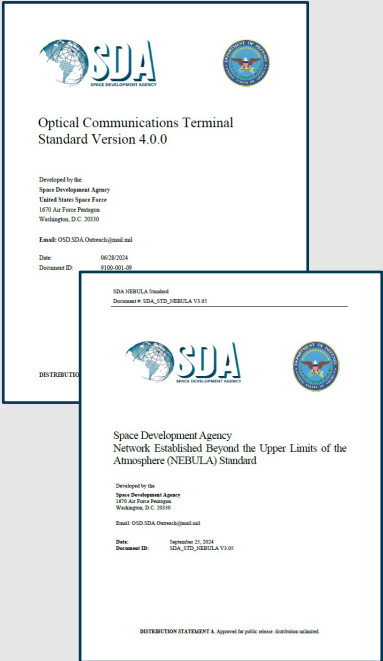 SDA
SPACE DEVELOPMENT AGENCY
Optical Communications Terminal
Standard Version 4.0.0
Developed by the:
Space Development Agency
United States Space Force
1670 Air Force Pentagon
Washington, D.C. 20330
Email: OSD.SDA.Outreach@mail.mil
Date: 06/28/2024
Document ID: 9100-001-09
DISTRIBUTIO
SDA NEBULA Standard
Document #: SDA_STD_NEBULA V3.05
SDA
SPACE DEVELOPMENT AGENCY
Space Development Agency
Network Established Beyond the Upper Limits of the
Atmosphere (NEBULA) Standard
Developed by the
Space Development Agency
1670 Air Force Pentagon
Washington, D.C. 20330
Email: OSD.SDA.Outreach@mail.mil
Date: September 25, 2024
Document ID: SDA_STD_NEBULA V3.05
DISTRIBUTION STATEMENT A. Approved for public release: distribution unlimited.